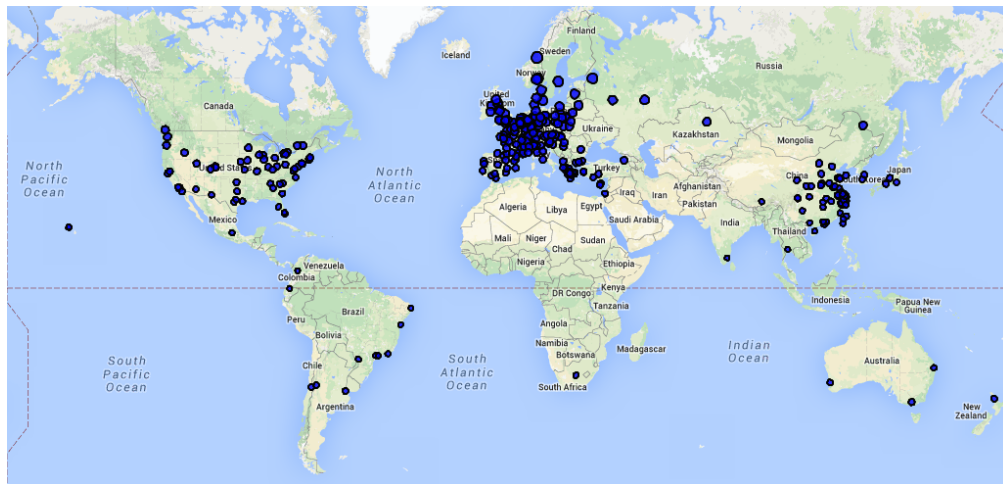 Iceland
Sweden
Finland
Norway
Russia
Canada
United
Kingdom
Ukraine
Kazakhstan
Mongolia
North
Pacific
Ocean
United States
North
Atlantic
Ocean
Turkey
China
South Korea
Japan
Afghanistan
Iraq
Iran
Pakistan
Algeria
Libya
Egypt
Saudi Arabia
India
Mexico
Mali
Niger
Chad
Sudan
Thailand
Nigeria
Ethiopia
Venezuela
Colombia
DR Congo
Kenya
Tanzania
Indonesia
Papua New
Guinea
Peru
Brazil
Angola
Bolivia
Namibia
Botswana
Madagascar
South
Pacific
Ocean
Chile
South
Atlantic
Ocean
Indian
Ocean
Australia
South Africa
Argentina
New
Zealand